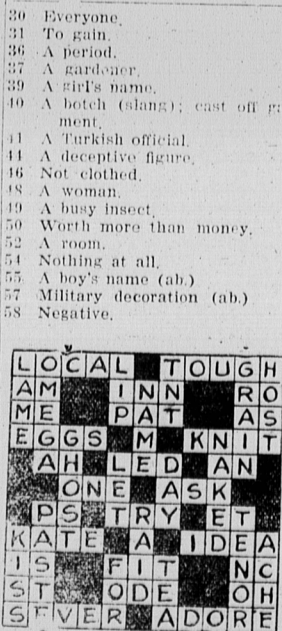 30 Everyone.
31 To gain.
36 A period.
37 A gardener.
39 A girl's name.
40 A botch (slang); cast off
ment.
41 A Turkish official.
44 A deceptive figure.
46 Not clothed.
48 A woman.
49 A busy insect.
50 Worth more than money.
52 A room.
54 Nothing at all.
55 A boy's name (ab.)
57 Military decoration (ab.)
58 Negative.
LOCAL TOUGH
AM INN RO
ME PAT AS
EGGS M KNIT
AH LED AN
ONE ASK
PS TRY ET
KATE A IDEA
IS FIT NC
ST ODE OH
SEVER ADORE